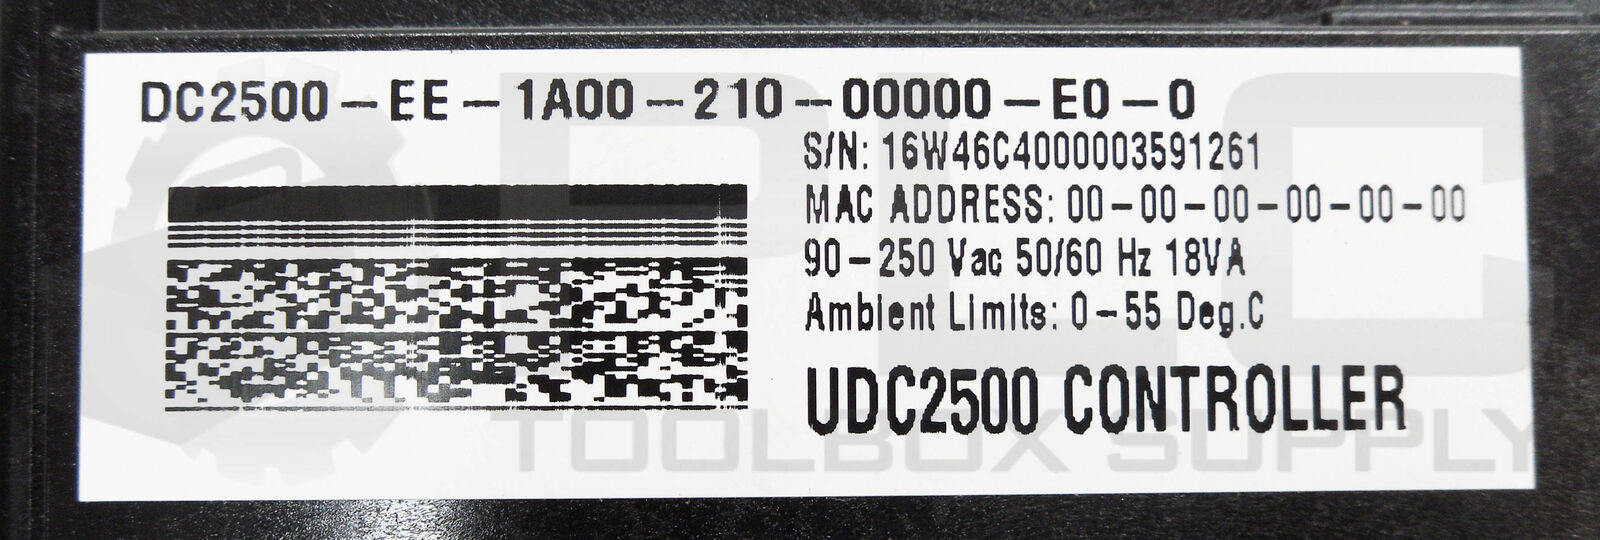 DC2500-EE-1A00-210-00000-E0-0
S/N: 16W46C4000003591261
MAC ADDRESS: 00-00-00-00-00-00
90-250 Vac 50/60 Hz 18VA
Ambient Limits: 0-55 Deg.C
UDC2500 CONTROLLER
PLC
TOOLBOX SUPPLY